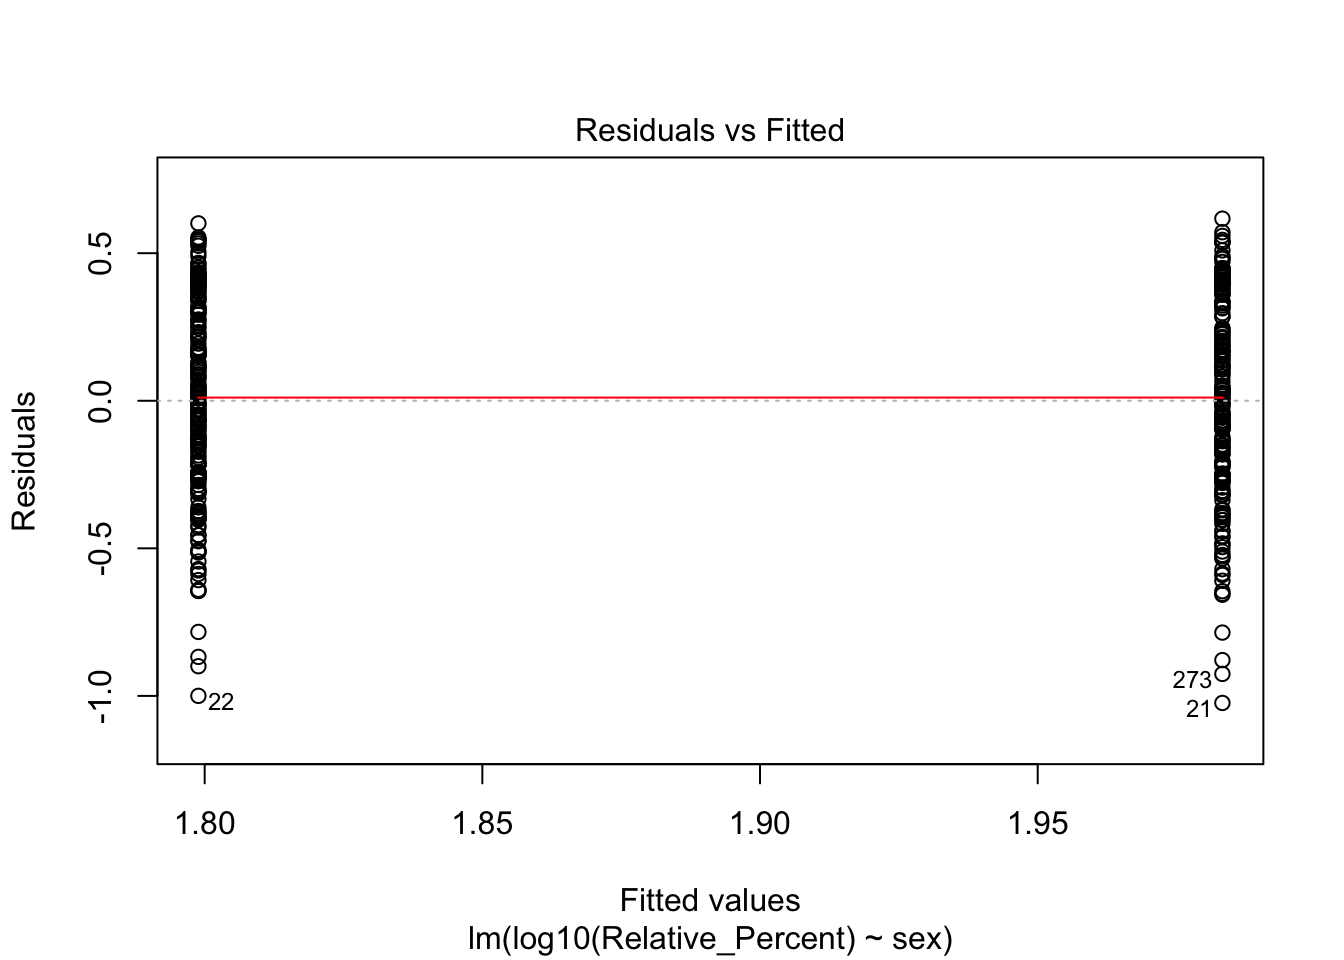 Residuals vs Fitted
Residuals
0.5
0.0
-0.5
-1.0
22
273
21
1.80 1.85 1.90 1.95
Fitted values
lm(log10(Relative_Percent) ~ sex)